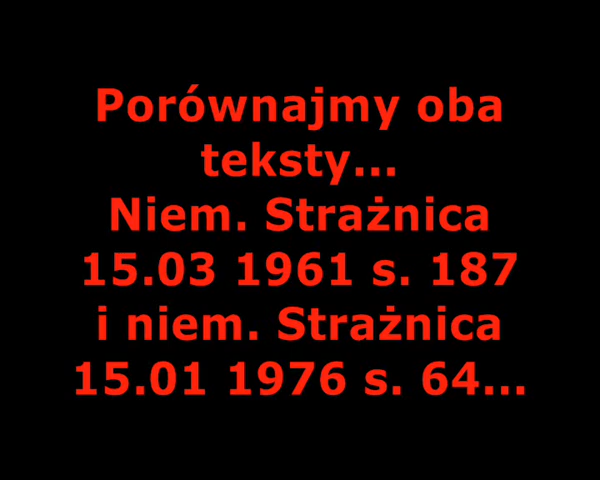 Porównajmy oba
teksty...
Niem. Strażnica
15.03 1961 s. 187
i niem. Strażnica
15.01 1976 s. 64...